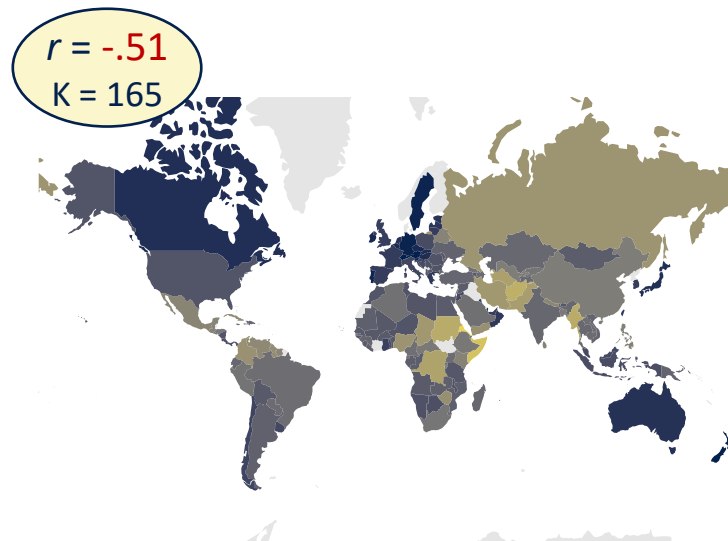 r = -.51
K = 165